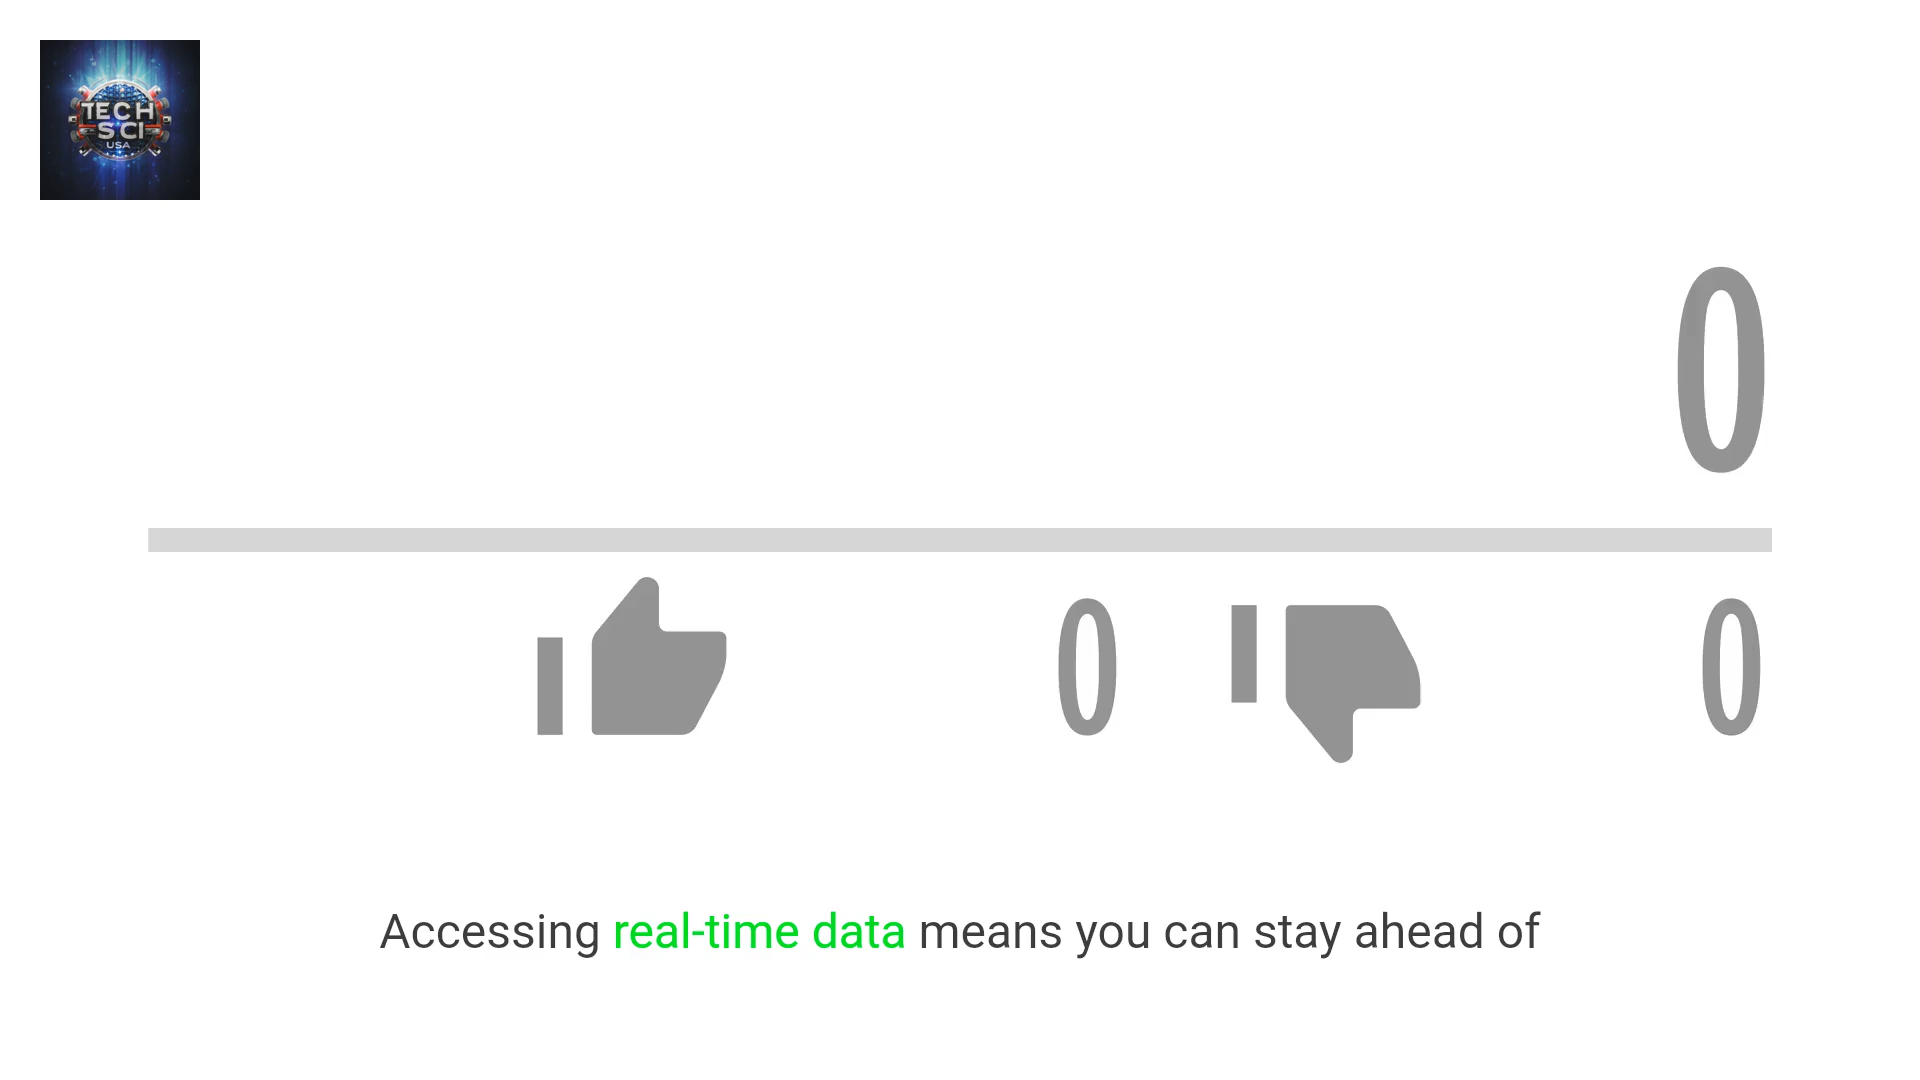 TECH
SCI
USA
0
0 0
Accessing real-time data means you can stay ahead of